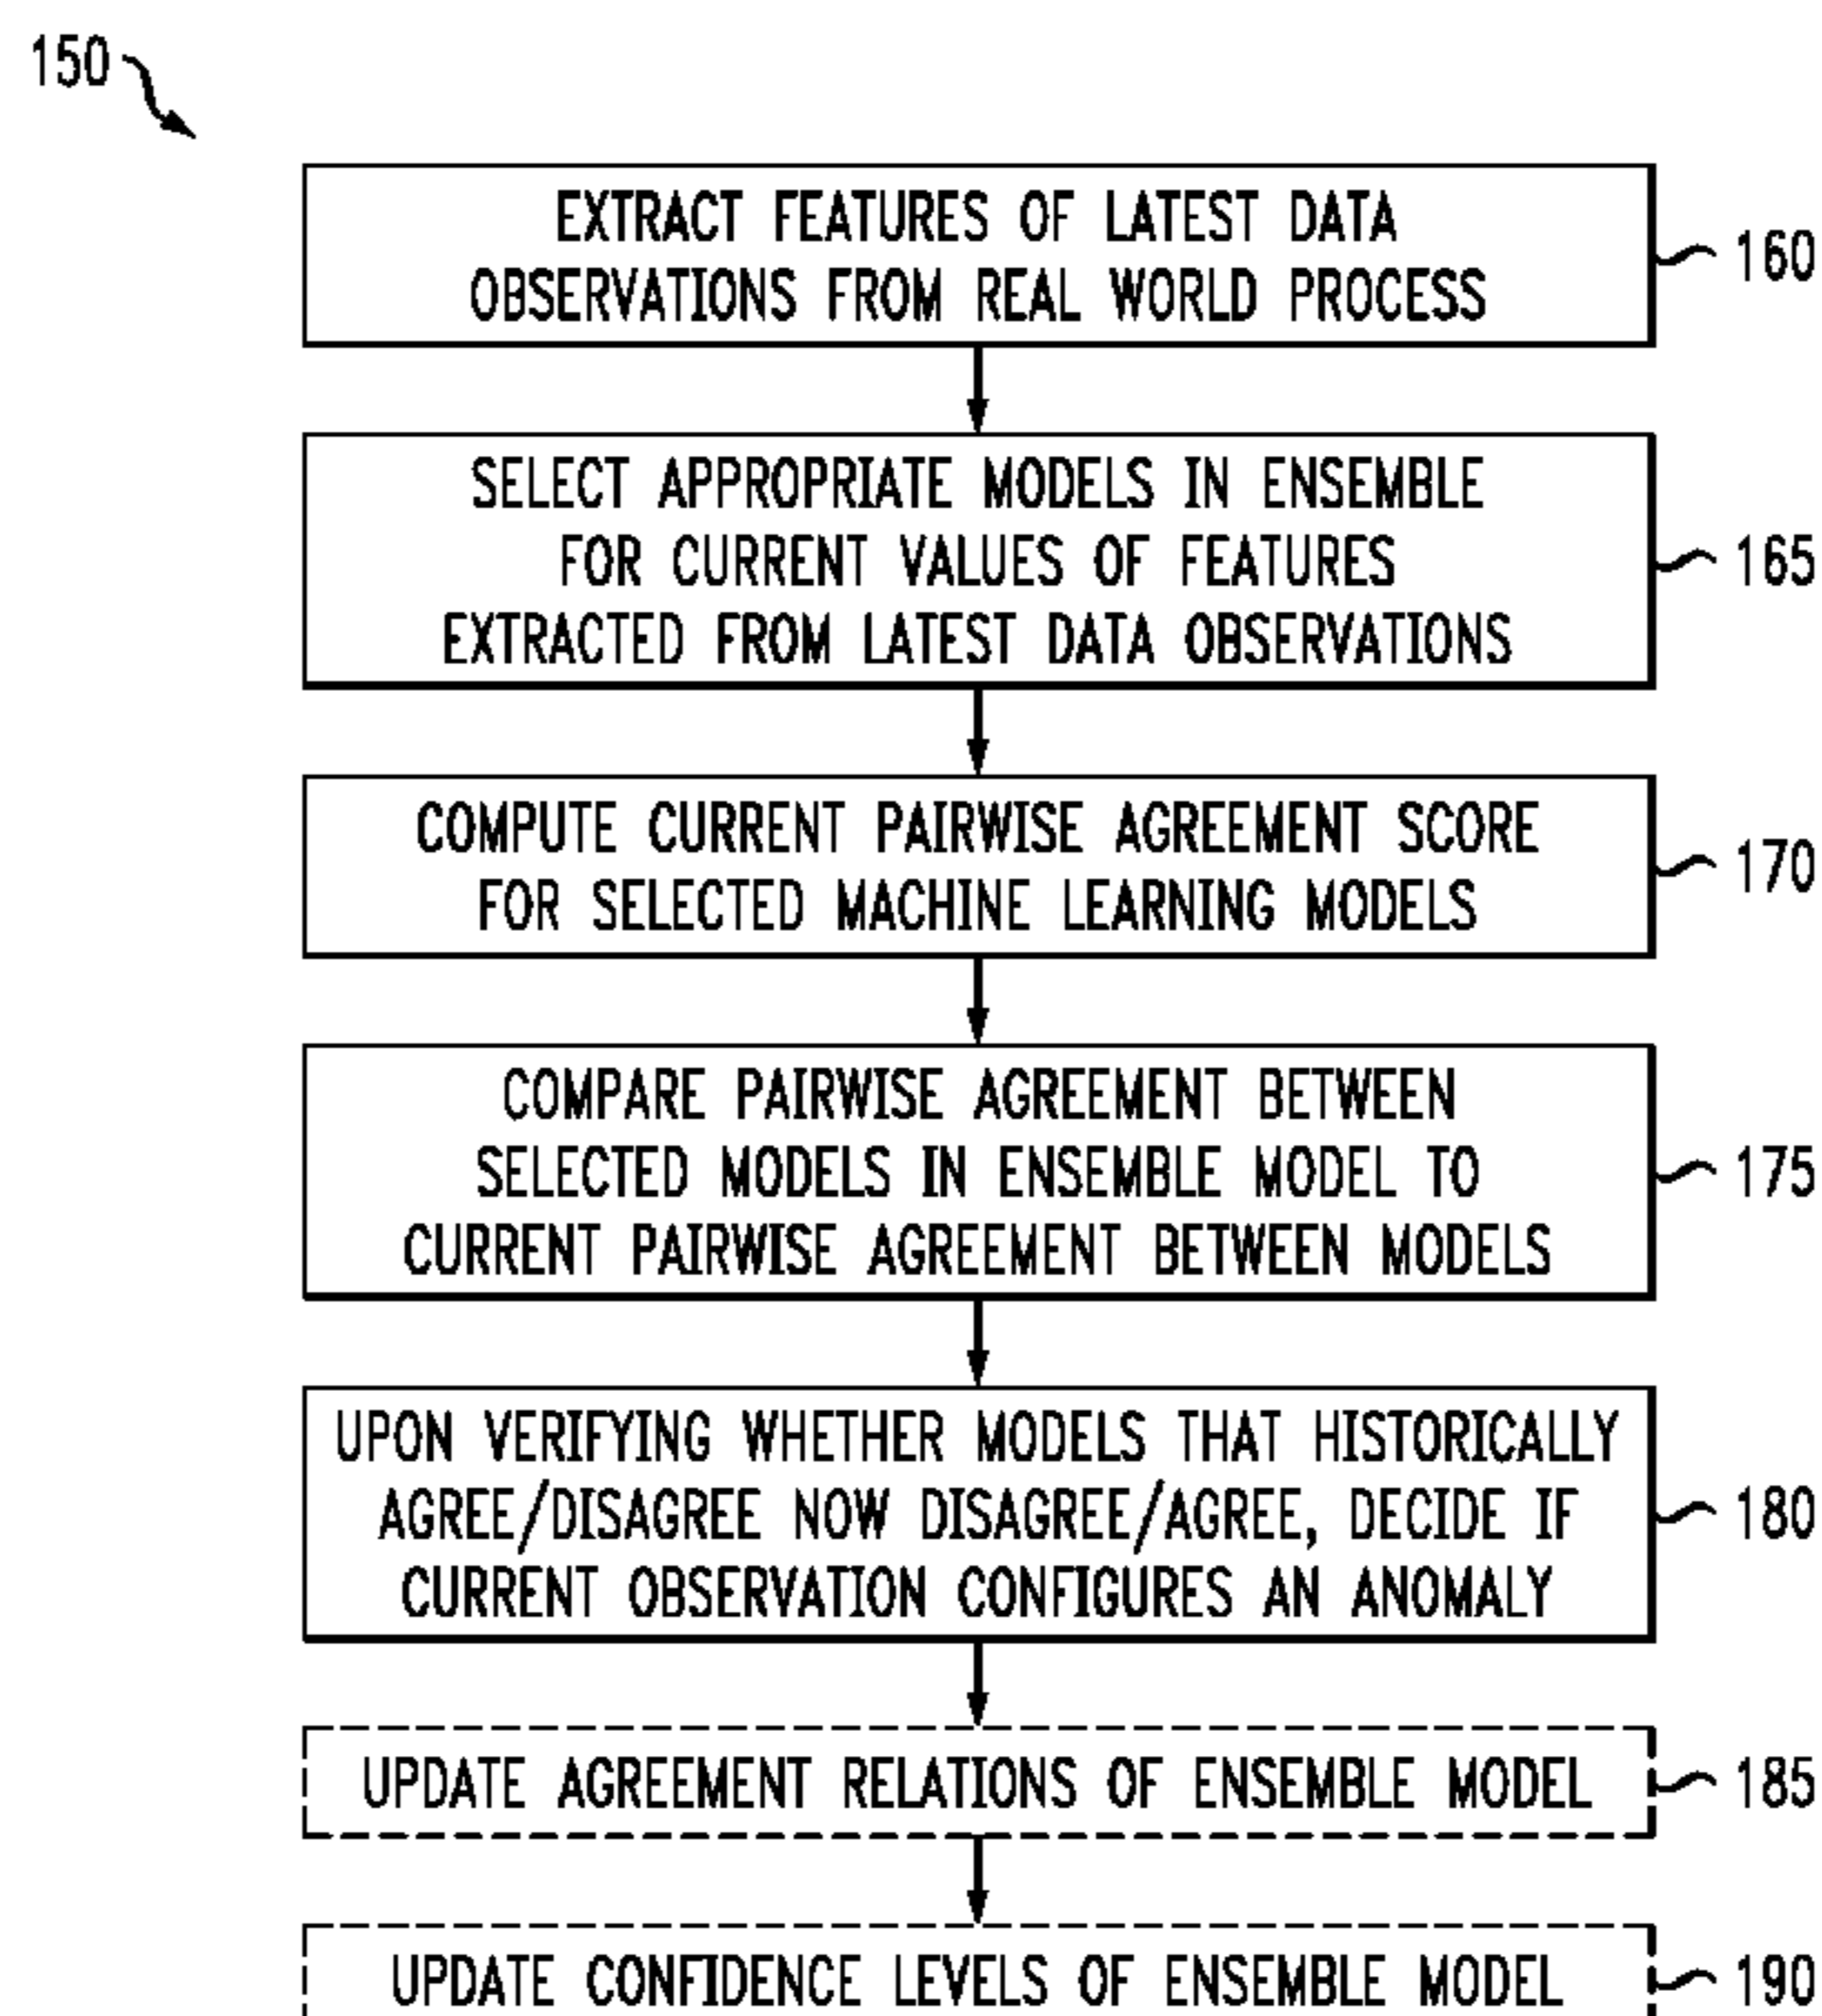 150
EXTRACT FEATURES OF LATEST DATA
OBSERVATIONS FROM REAL WORLD PROCESS
160
SELECT APPROPRIATE MODELS IN ENSEMBLE
FOR CURRENT VALUES OF FEATURES
EXTRACTED FROM LATEST DATA OBSERVATIONS
165
COMPUTE CURRENT PAIRWISE AGREEMENT SCORE
FOR SELECTED MACHINE LEARNING MODELS
170
COMPARE PAIRWISE AGREEMENT BETWEEN
SELECTED MODELS IN ENSEMBLE MODEL TO
CURRENT PAIRWISE AGREEMENT BETWEEN MODELS
175
UPON VERIFYING WHETHER MODELS THAT HISTORICALLY
AGREE/DISAGREE NOW DISAGREE/AGREE, DECIDE IF
CURRENT OBSERVATION CONFIGURES AN ANOMALY
180
UPDATE AGREEMENT RELATIONS OF ENSEMBLE MODEL
185
UPDATE CONFIDENCE LEVELS OF ENSEMBLE MODEL
190